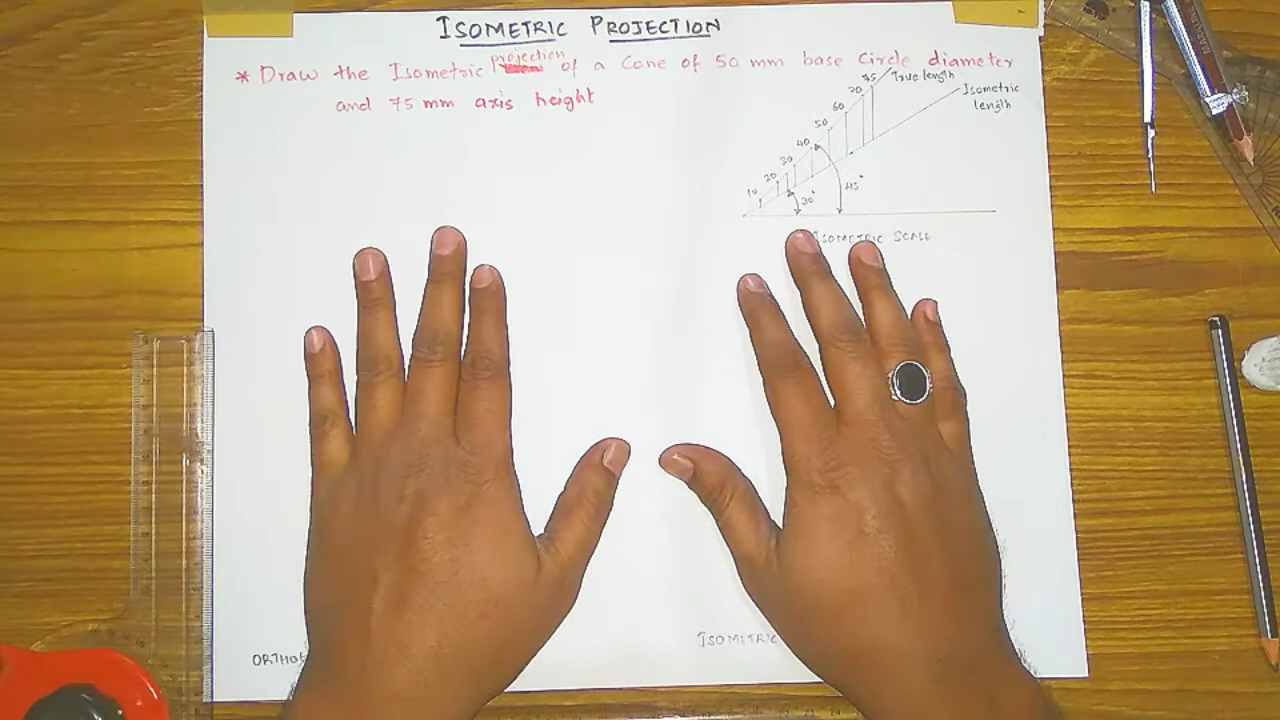 ISOMETRIC PROJECTION
* Draw the Isometric projection of a Cone of 50 mm base Circle diameter
and 75 mm axis height
True length
Isometric
length
10 20 30 40 50 60 70 75
30°
45°
ISOMETRIC SCALE
ISOMETRIC